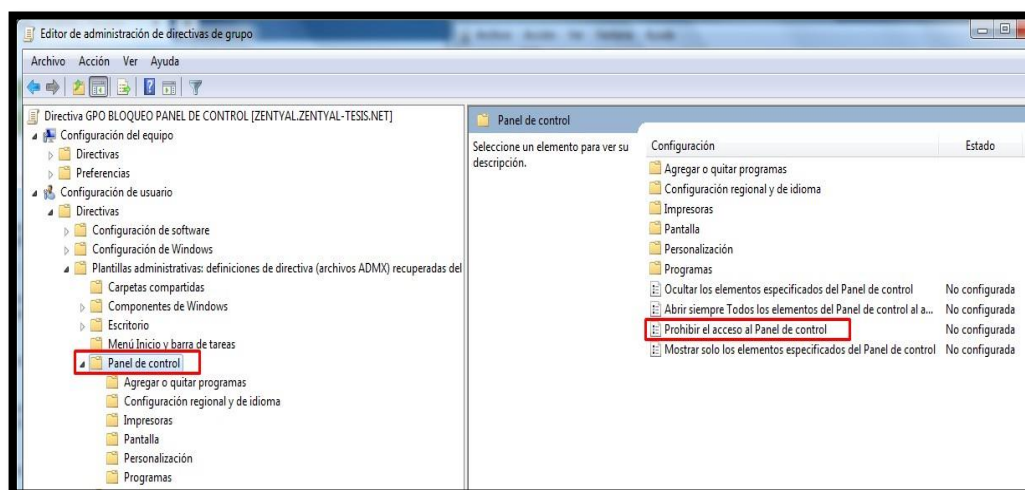 Editor de administración de directivas de grupo
Archivo Acción Ver Ayuda
Directiva GPO BLOQUEO PANEL DE CONTROL [ZENTYAL.ZENTYAL-TESIS.NET]
Configuración del equipo
Directivas
Preferencias
Configuración de usuario
Directivas
Configuración de software
Configuración de Windows
Plantillas administrativas: definiciones de directiva (archivos ADMX) recuperadas del
Carpetas compartidas
Componentes de Windows
Escritorio
Menú Inicio y barra de tareas
Panel de control
Agregar o quitar programas
Configuración regional y de idioma
Impresoras
Pantalla
Personalización
Programas
Panel de control
Seleccione un elemento para ver su
descripción.
Configuración Estado
Agregar o quitar programas
Configuración regional y de idioma
Impresoras
Pantalla
Personalización
Programas
Ocultar los elementos especificados del Panel de control No configurada
Abrir siempre Todos los elementos del Panel de control al a... No configurada
Prohibir el acceso al Panel de control No configurada
Mostrar solo los elementos especificados del Panel de control No configurada